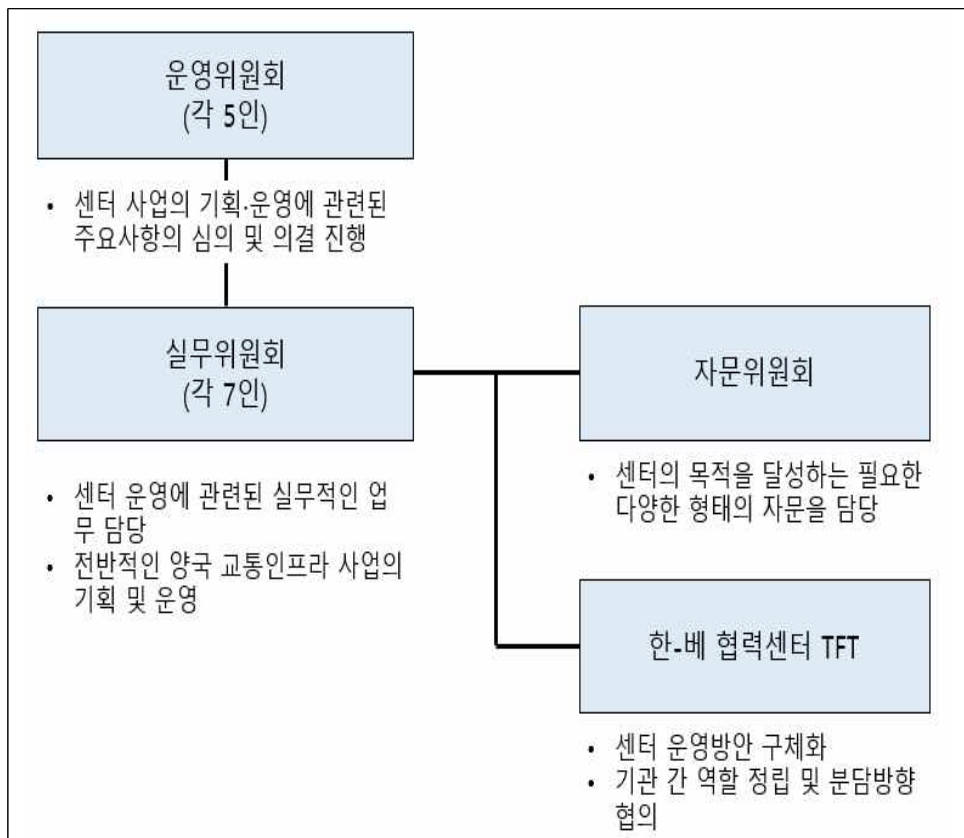 운영위원회
(각 5인)
• 센터 사업의 기획·운영에 관련된
주요사항의 심의 및 의결 진행
실무위원회
(각 7인)
• 센터 운영에 관련된 실무적인 업
무 담당
• 전반적인 양국 교통인프라 사업의
기획 및 운영
자문위원회
• 센터의 목적을 달성하는 필요한
다양한 형태의 자문을 담당
한-베 협력센터 TFT
• 센터 운영방안 구체화
• 기관 간 역할 정립 및 분담방향
협의